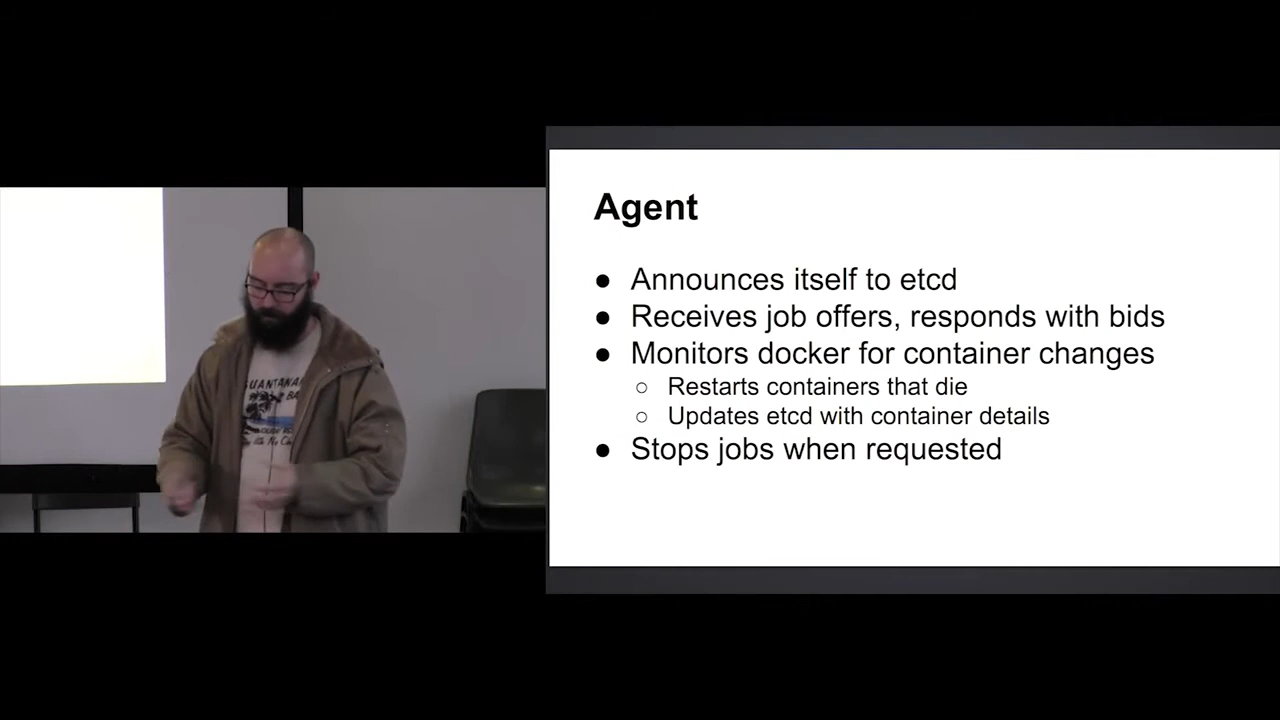 Agent
● Announces itself to etcd
● Receives job offers, responds with bids
● Monitors docker for container changes
○ Restarts containers that die
○ Updates etcd with container details
● Stops jobs when requested